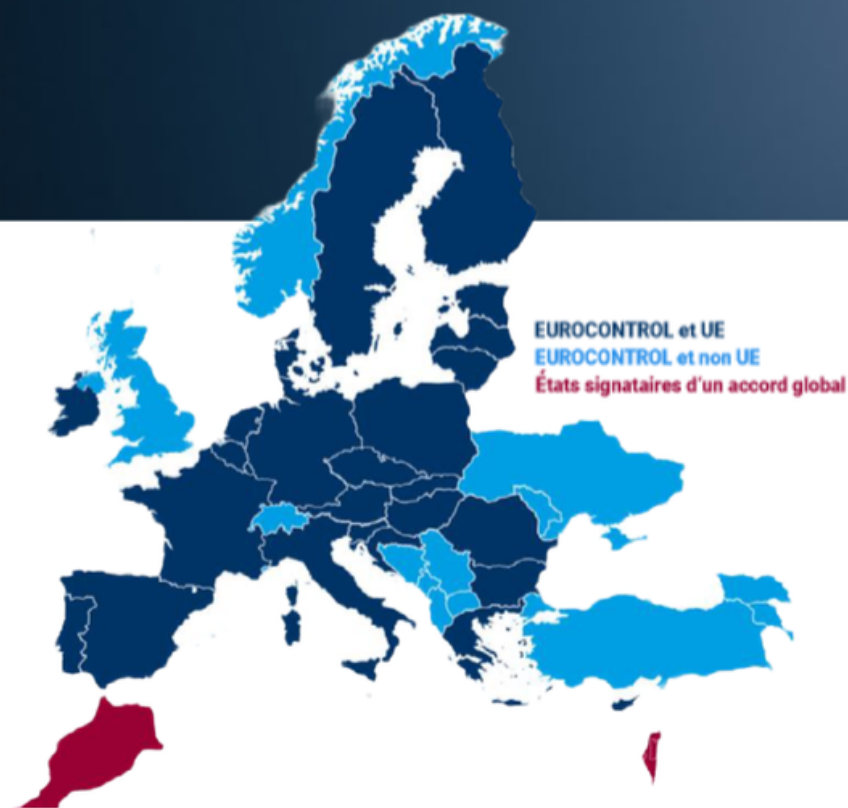 EUROCONTROL et UE
EUROCONTROL et non UE
États signataires d'un accord global